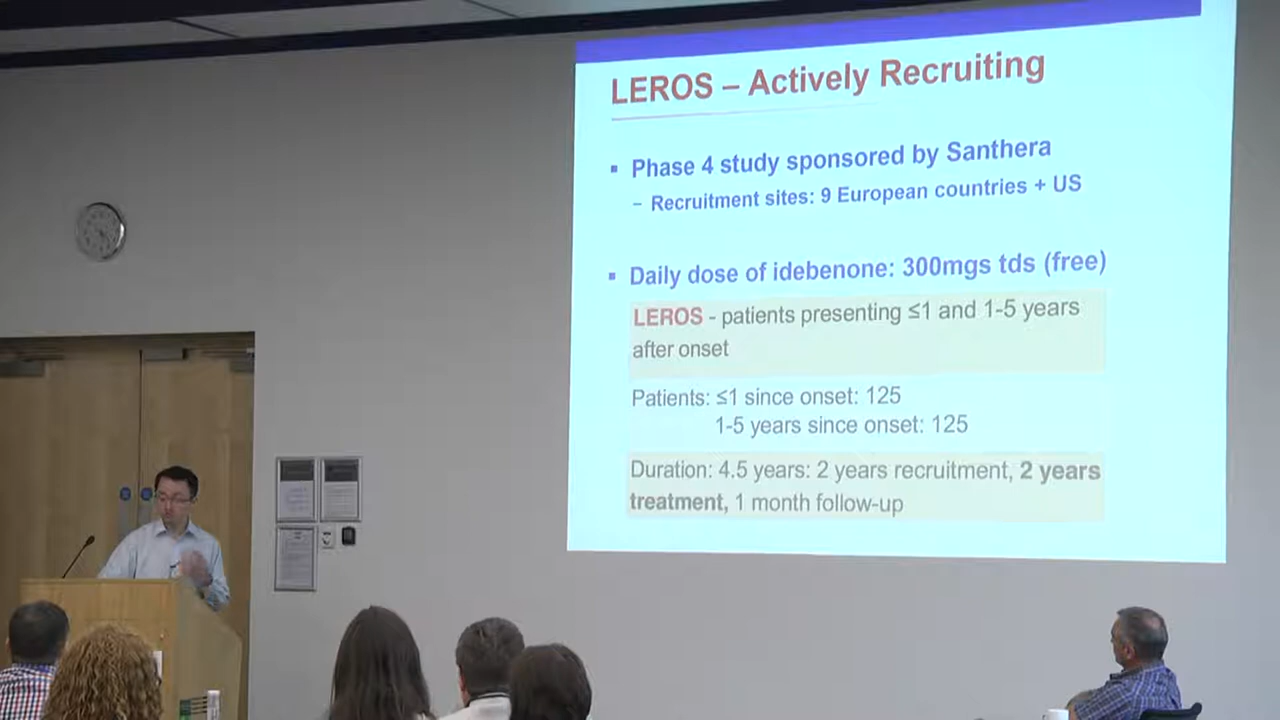 LEROS – Actively Recruiting
▪ Phase 4 study sponsored by Santhera
– Recruitment sites: 9 European countries + US
▪ Daily dose of idebenone: 300mgs tds (free)
LEROS - patients presenting ≤1 and 1-5 years
after onset
Patients: ≤1 since onset: 125
1-5 years since onset: 125
Duration: 4.5 years: 2 years recruitment, 2 years
treatment, 1 month follow-up